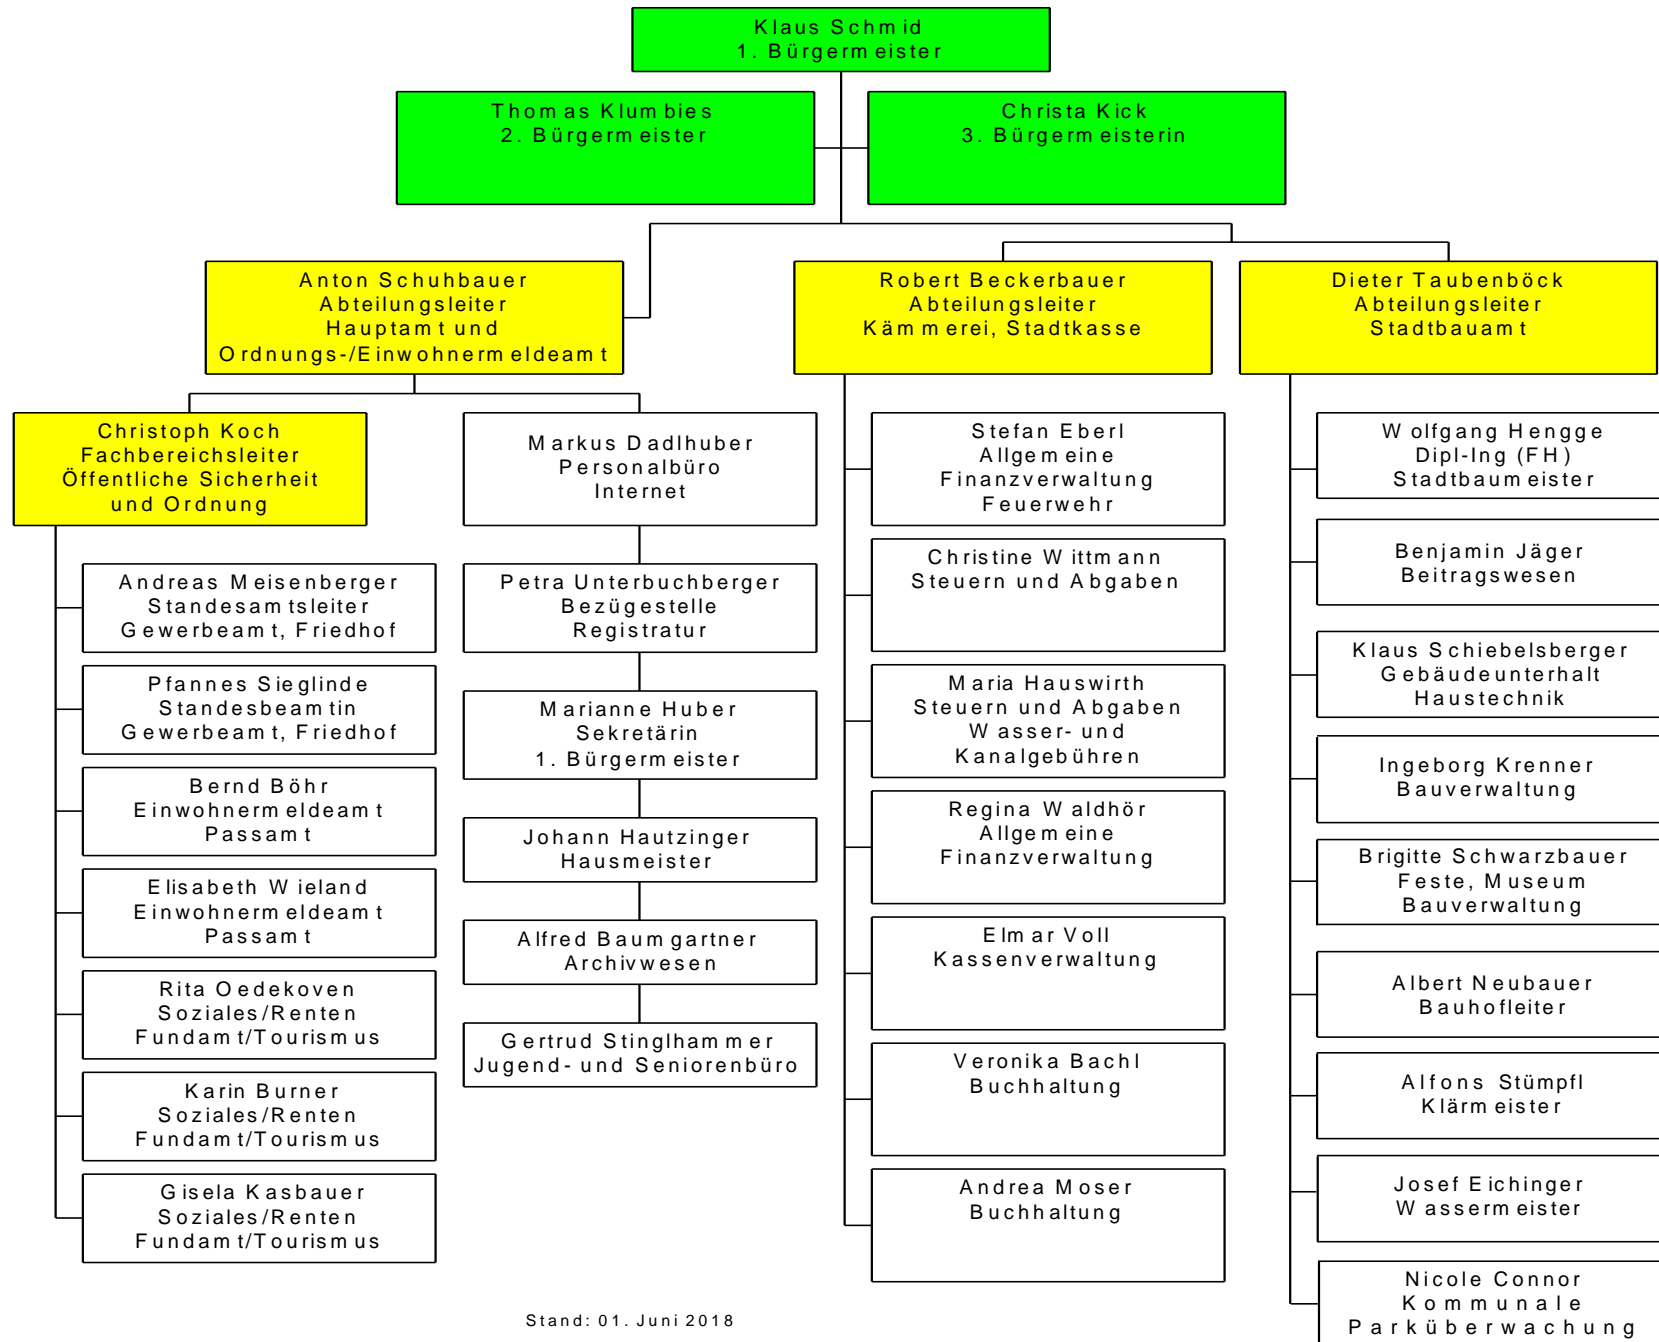 Klaus Schmid
1. Bürgermeister
Thomas Klumbies
2. Bürgermeister
Christa Kick
3. Bürgermeisterin
Anton Schuhbauer
Abteilungsleiter
Hauptamt und
Ordnungs-/Einwohnermeldeamt
Robert Beckerbauer
Abteilungsleiter
Kämmerei, Stadtkasse
Dieter Taubenböck
Abteilungsleiter
Stadtbauamt
Christoph Koch
Fachbereichsleiter
Öffentliche Sicherheit
und Ordnung
Andreas Meisenberger
Standesamtsleiter
Gewerbeamt, Friedhof
Pfannes Sieglinde
Standesbeamtin
Gewerbeamt, Friedhof
Bernd Böhr
Einwohnermeldeamt
Passamt
Elisabeth Wieland
Einwohnermeldeamt
Passamt
Rita Oedekoven
Soziales/Renten
Fundamt/Tourismus
Karin Burner
Soziales/Renten
Fundamt/Tourismus
Gisela Kasbauer
Soziales/Renten
Fundamt/Tourismus
Markus Dadlhuber
Personalbüro
Internet
Petra Unterbuchberger
Bezügestelle
Registratur
Marianne Huber
Sekretärin
1. Bürgermeister
Johann Hautzinger
Hausmeister
Alfred Baumgartner
Archivwesen
Gertrud Stinglhammer
Jugend- und Seniorenbüro
Stefan Eberl
Allgemeine
Finanzverwaltung
Feuerwehr
Christine Wittmann
Steuern und Abgaben
Maria Hauswirth
Steuern und Abgaben
Wasser- und
Kanalgebühren
Regina Waldhör
Allgemeine
Finanzverwaltung
Elmar Voll
Kassenverwaltung
Veronika Bachl
Buchhaltung
Andrea Moser
Buchhaltung
Wolfgang Hengge
Dipl-Ing (FH)
Stadtbaumeister
Benjamin Jäger
Beitragswesen
Klaus Schiebelsberger
Gebäudeunterhalt
Haustechnik
Ingeborg Krenner
Bauverwaltung
Brigitte Schwarzbauer
Feste, Museum
Bauverwaltung
Albert Neubauer
Bauhofleiter
Alfons Stümpfl
Klärmeister
Josef Eichinger
Wassermeister
Nicole Connor
Kommunale
Parküberwachung
Stand: 01. Juni 2018